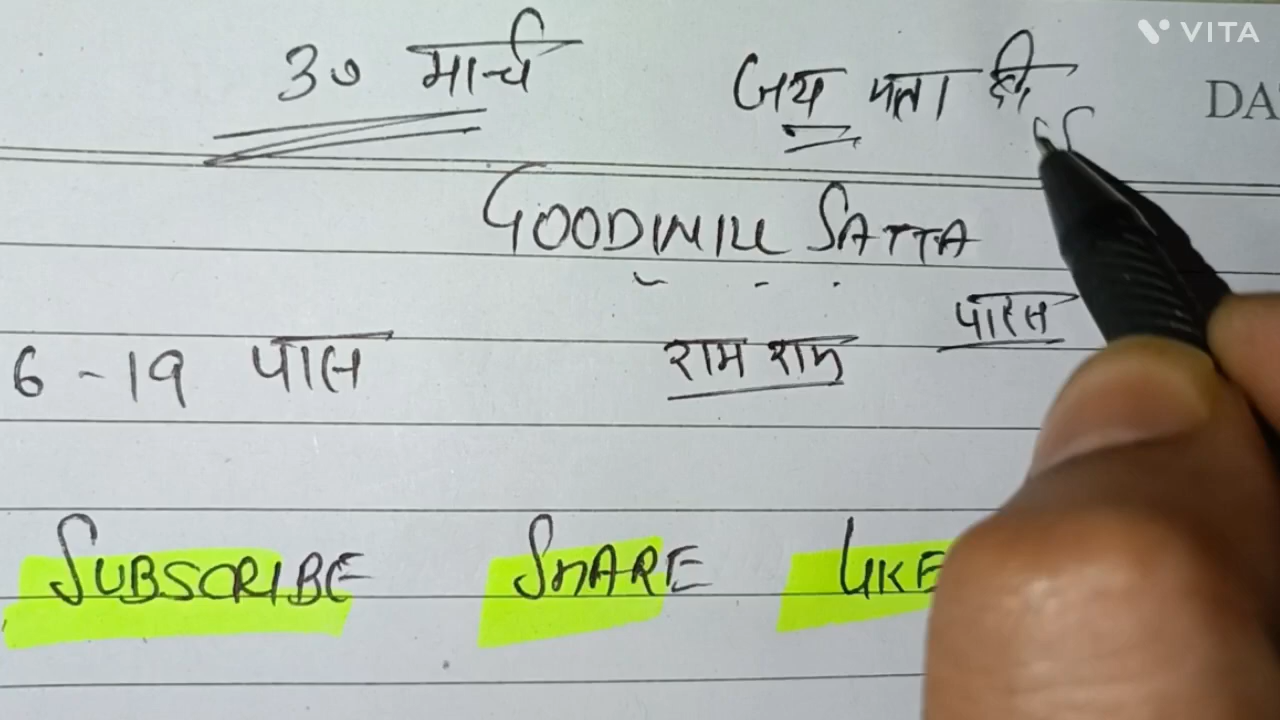 VITA
30 मार्च
जय माता दी
DA
GOODWILL SATTA
पारस
6 - 19 पास
राम राम
SUBSCRIBE SHARE LIKE